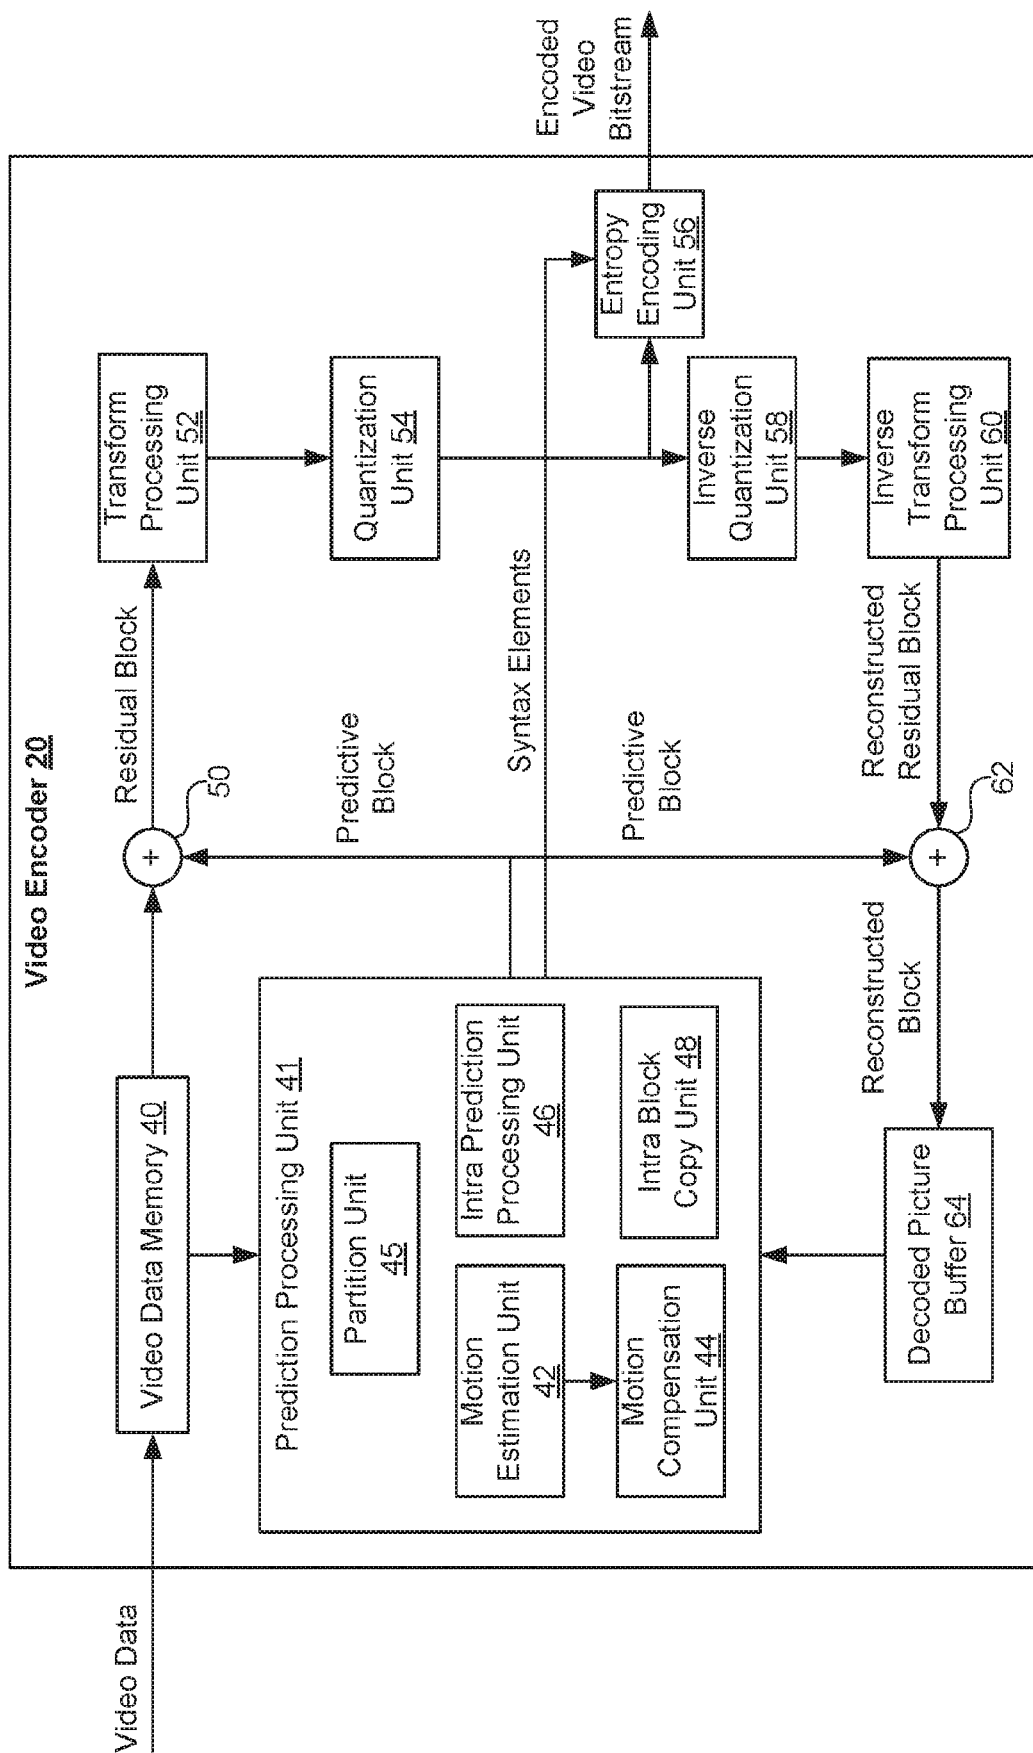 Video Encoder 20
Video Data
Video Data Memory 40
+
50
Residual Block
Transform
Processing
Unit 52
Prediction Processing Unit 41
Partition Unit
45
Motion
Estimation Unit
42
Intra Prediction
Processing Unit
46
Motion
Compensation
Unit 44
Intra Block
Copy Unit 48
Predictive
Block
Quantization
Unit 54
Syntax Elements
Entropy
Encoding
Unit 56
Encoded
Video
Bitstream
Predictive
Block
Inverse
Quantization
Unit 58
Inverse
Transform
Processing
Unit 60
Reconstructed
Residual Block
+
62
Reconstructed
Block
Decoded Picture
Buffer 64